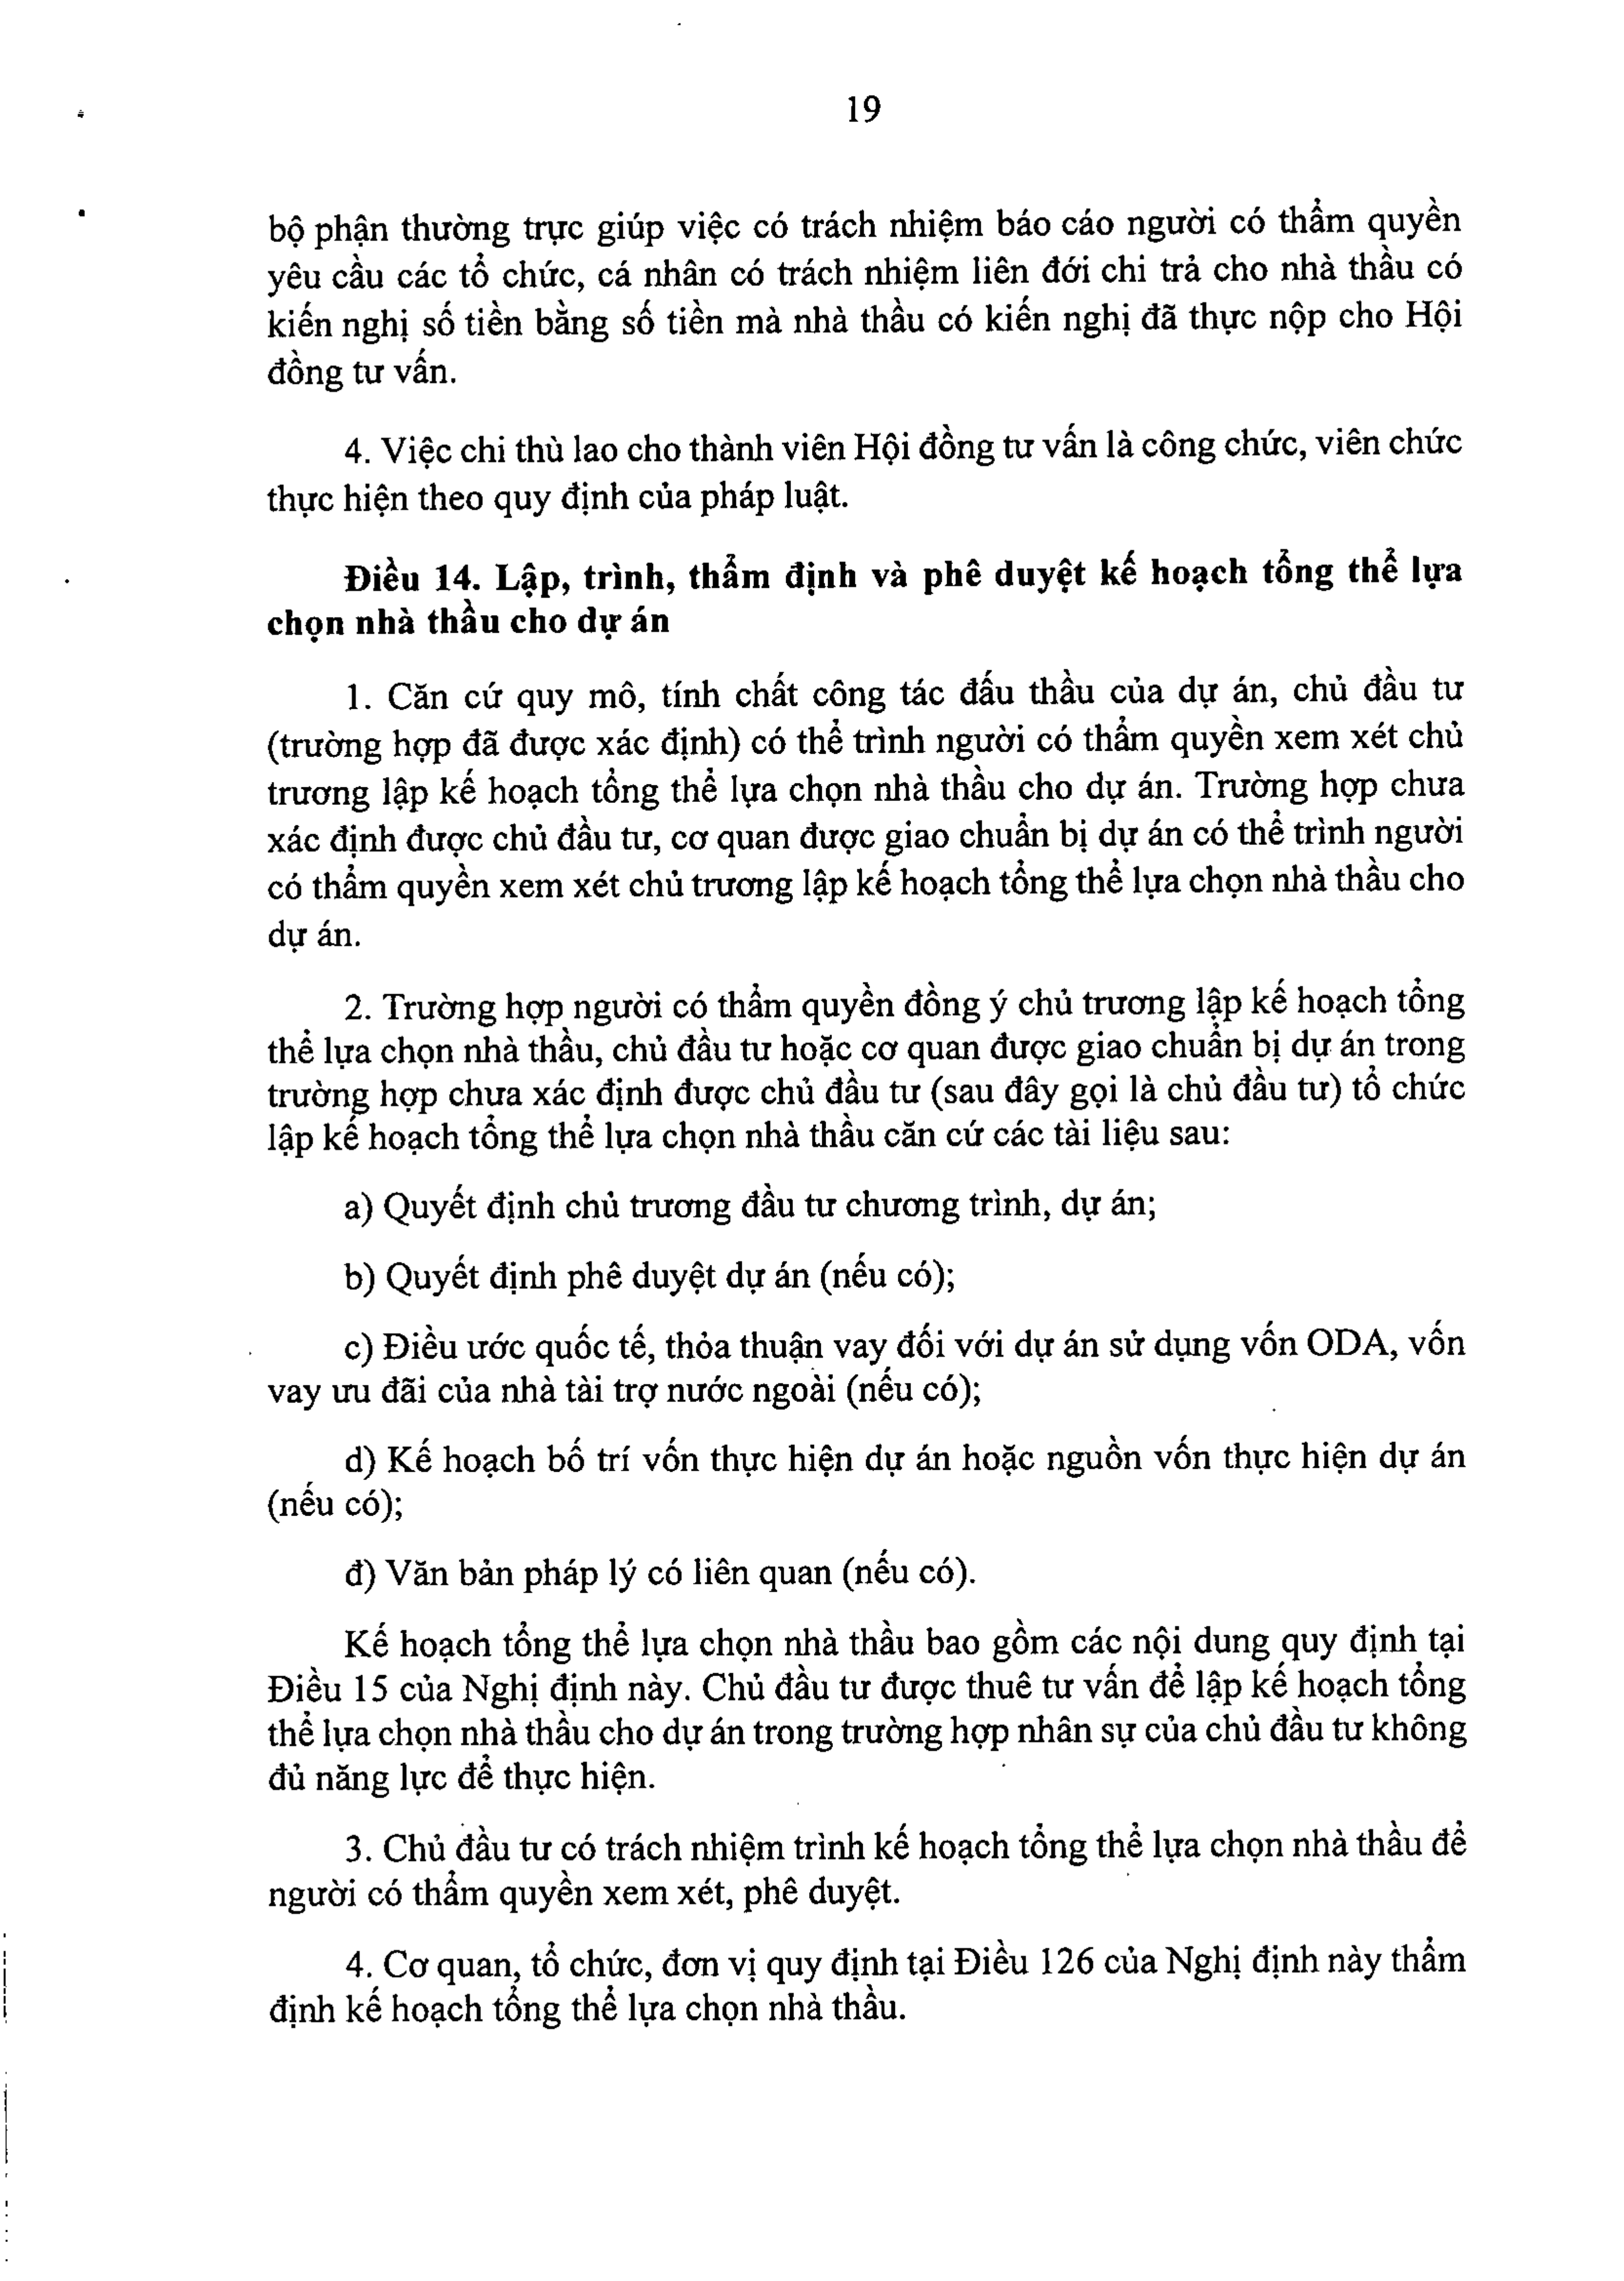 19
bộ phận thường trực giúp việc có trách nhiệm báo cáo người có thẩm quyền
yêu cầu các tổ chức, cá nhân có trách nhiệm liên đới chi trả cho nhà thầu có
kiến nghị số tiền bằng số tiền mà nhà thầu có kiến nghị đã thực nộp cho Hội
đồng tư vấn.
4. Việc chi thù lao cho thành viên Hội đồng tư vấn là công chức, viên chức
thực hiện theo quy định của pháp luật.
Điều 14. Lập, trình, thẩm định và phê duyệt kế hoạch tổng thể lựa
chọn nhà thầu cho dự án
1. Căn cứ quy mô, tính chất công tác đấu thầu của dự án, chủ đầu tư
(trường hợp đã được xác định) có thể trình người có thẩm quyền xem xét chủ
trương lập kế hoạch tổng thể lựa chọn nhà thầu cho dự án. Trường hợp chưa
xác định được chủ đầu tư, cơ quan được giao chuẩn bị dự án có thể trình người
có thẩm quyền xem xét chủ trương lập kế hoạch tổng thể lựa chọn nhà thầu cho
dự án.
2. Trường hợp người có thẩm quyền đồng ý chủ trương lập kế hoạch tổng
thể lựa chọn nhà thầu, chủ đầu tư hoặc cơ quan được giao chuẩn bị dự án trong
trường hợp chưa xác định được chủ đầu tư (sau đây gọi là chủ đầu tư) tổ chức
lập kế hoạch tổng thể lựa chọn nhà thầu căn cứ các tài liệu sau:
a) Quyết định chủ trương đầu tư chương trình, dự án;
b) Quyết định phê duyệt dự án (nếu có);
c) Điều ước quốc tế, thỏa thuận vay đối với dự án sử dụng vốn ODA, vốn
vay ưu đãi của nhà tài trợ nước ngoài (nếu có);
d) Kế hoạch bố trí vốn thực hiện dự án hoặc nguồn vốn thực hiện dự án
(nếu có);
đ) Văn bản pháp lý có liên quan (nếu có).
Kế hoạch tổng thể lựa chọn nhà thầu bao gồm các nội dung quy định tại
Điều 15 của Nghị định này. Chủ đầu tư được thuê tư vấn để lập kế hoạch tổng
thể lựa chọn nhà thầu cho dự án trong trường hợp nhân sự của chủ đầu tư không
đủ năng lực để thực hiện.
3. Chủ đầu tư có trách nhiệm trình kế hoạch tổng thể lựa chọn nhà thầu để
người có thẩm quyền xem xét, phê duyệt.
4. Cơ quan, tổ chức, đơn vị quy định tại Điều 126 của Nghị định này thẩm
định kế hoạch tổng thể lựa chọn nhà thầu.